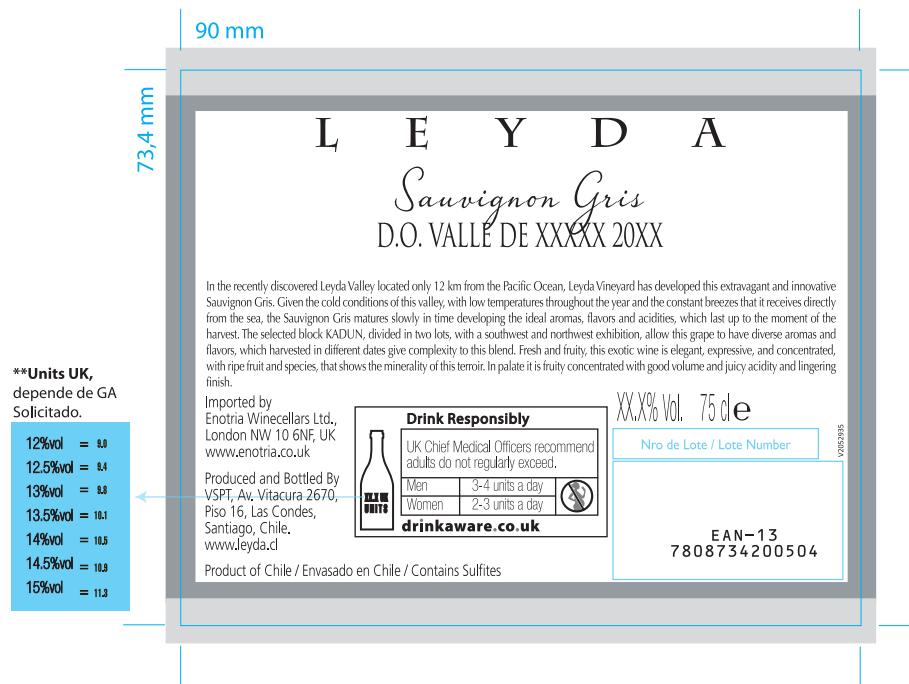 90 mm
73,4 mm
LEYDA
Sauvignon Gris
D.O. VALLE DE XXXXX 20XX
In the recently discovered Leyda Valley located only 12 km from the Pacific Ocean, Leyda Vineyard has developed this extravagant and innovative
Sauvignon Gris. Given the cold conditions of this valley, with low temperatures throughout the year and the constant breezes that it receives directly
from the sea, the Sauvignon Gris matures slowly in time developing the ideal aromas, flavors and acidities, which last up to the moment of the
harvest. The selected block KADUN, divided in two lots, with a southwest and northwest exhibition, allow this grape to have diverse aromas and
flavors, which harvested in different dates give complexity to this blend. Fresh and fruity, this exotic wine is elegant, expressive, and concentrated,
with ripe fruit and species, that shows the minerality of this terroir. In palate it is fruity concentrated with good volume and juicy acidity and lingering
finish.
**Units UK,
depende de GA
Solicitado.
12%vol = 9.0
12.5%vol = 9.4
13%vol = 9.8
13.5%vol = 10.1
14%vol = 10.5
14.5%vol = 10.9
15%vol = 11.3
Imported by
Enotria Winecellars Ltd.,
London NW 10 6NF, UK
www.enotria.co.uk
Produced and Bottled By
VSPT, Av. Vitacura 2670,
Piso 16, Las Condes,
Santiago, Chile.
www.leyda.cl
Product of Chile / Envasado en Chile / Contains Sulfites
UNITS
Drink Responsibly
UK Chief Medical Officers recommend
adults do not regularly exceed.
Men 3-4 units a day
Women 2-3 units a day
drinkaware.co.uk
XX.X% Vol. 75 cl e
Nro de Lote / Lote Number
V2052935
EAN-13
7808734200504